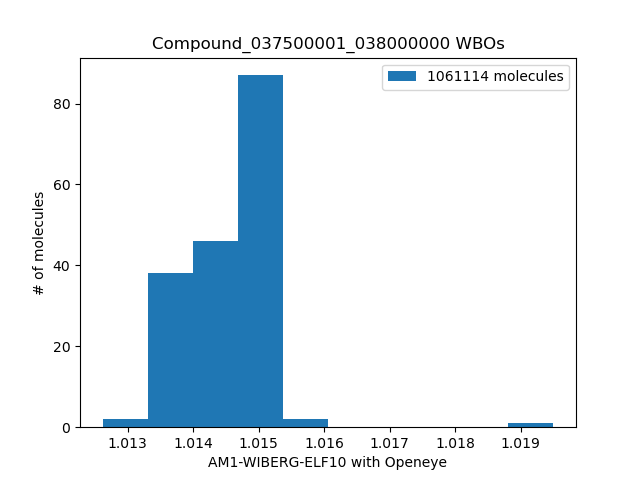 Compound_037500001_038000000 WBOs
1061114 molecules
# of molecules
80
60
40
20
0
1.013 1.014 1.015 1.016 1.017 1.018 1.019
AM1-WIBERG-ELF10 with Openeye